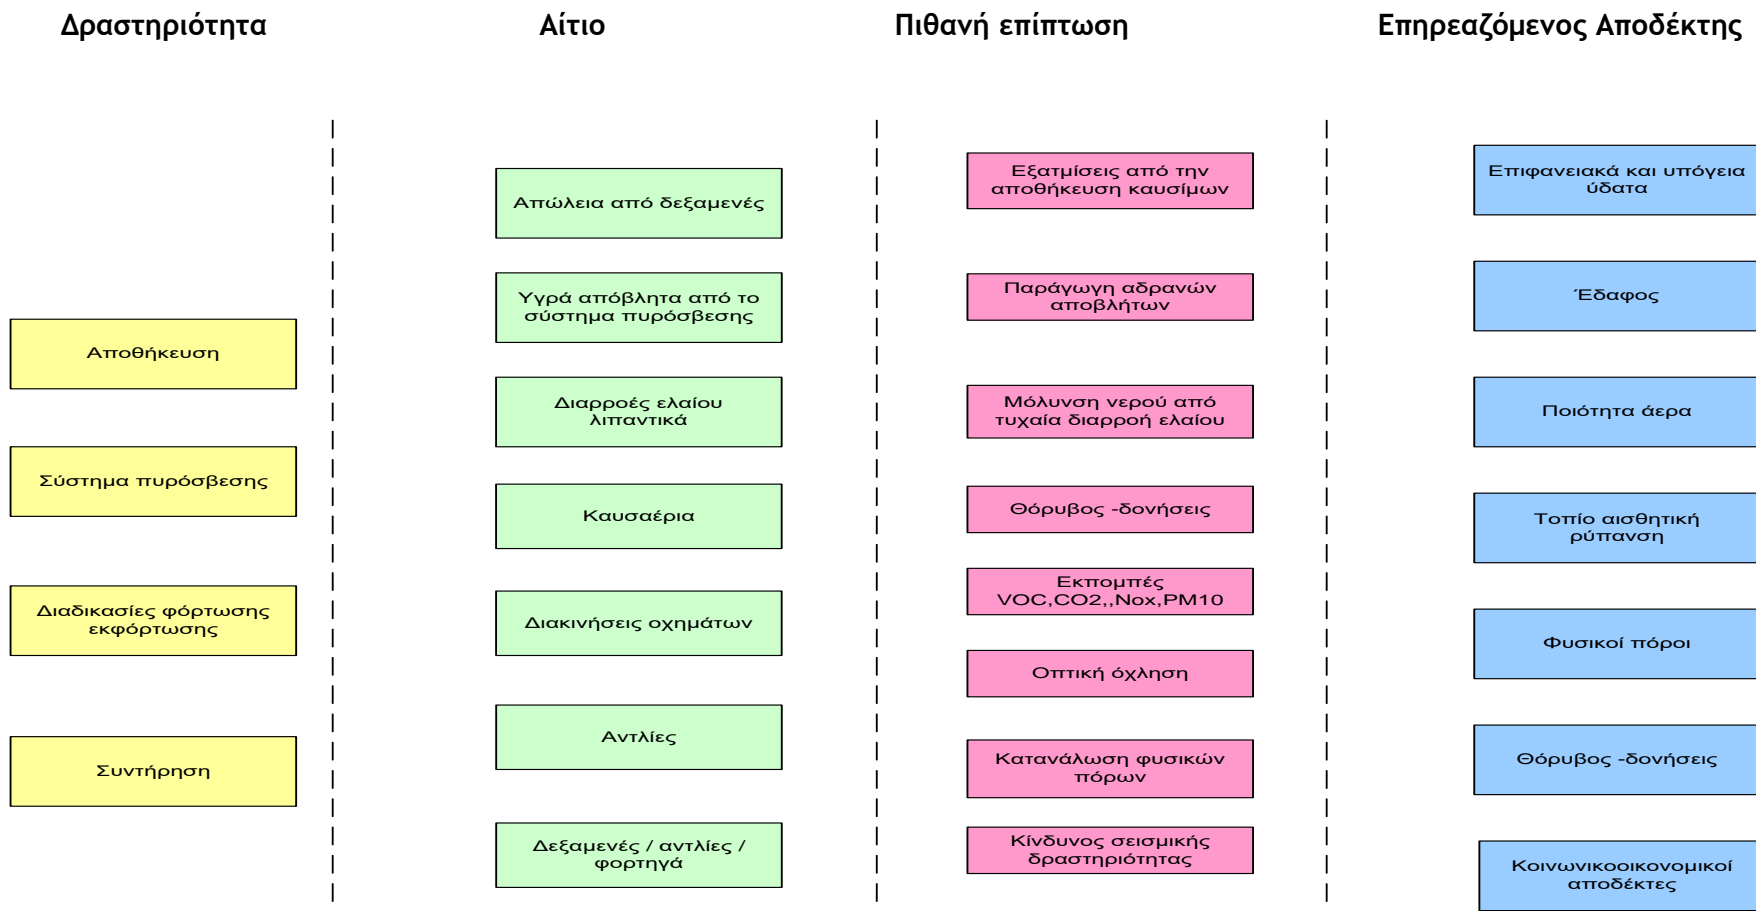 Δραστηριότητα
Αίτιο
Πιθανή επίπτωση
Επηρεαζόμενος Αποδέκτης
Αποθήκευση
Σύστημα πυρόσβεσης
Διαδικασίες φόρτωσης
εκφόρτωσης
Συντήρηση
Απώλεια από δεξαμενές
Υγρά απόβλητα από το
σύστημα πυρόσβεσης
Διαρροές ελαίου
λιπαντικά
Καυσαέρια
Διακινήσεις οχημάτων
Αντλίες
Δεξαμενές / αντλίες /
φορτηγά
Εξατμίσεις από την
αποθήκευση καυσίμων
Παράγωγη αδρανών
αποβλήτων
Μόλυνση νερού από
τυχαία διαρροή ελαίου
Θόρυβος -δονήσεις
Εκπομπές
VOC,CO2,,Nox,PM10
Οπτική όχληση
Κατανάλωση φυσικών
πόρων
Κίνδυνος σεισμικής
δραστηριότητας
Επιφανειακά και υπόγεια
ύδατα
Έδαφος
Ποιότητα άερα
Τοπίο αισθητική
ρύπανση
Φυσικοί πόροι
Θόρυβος -δονήσεις
Κοινωνικοοικονομικοί
αποδέκτες